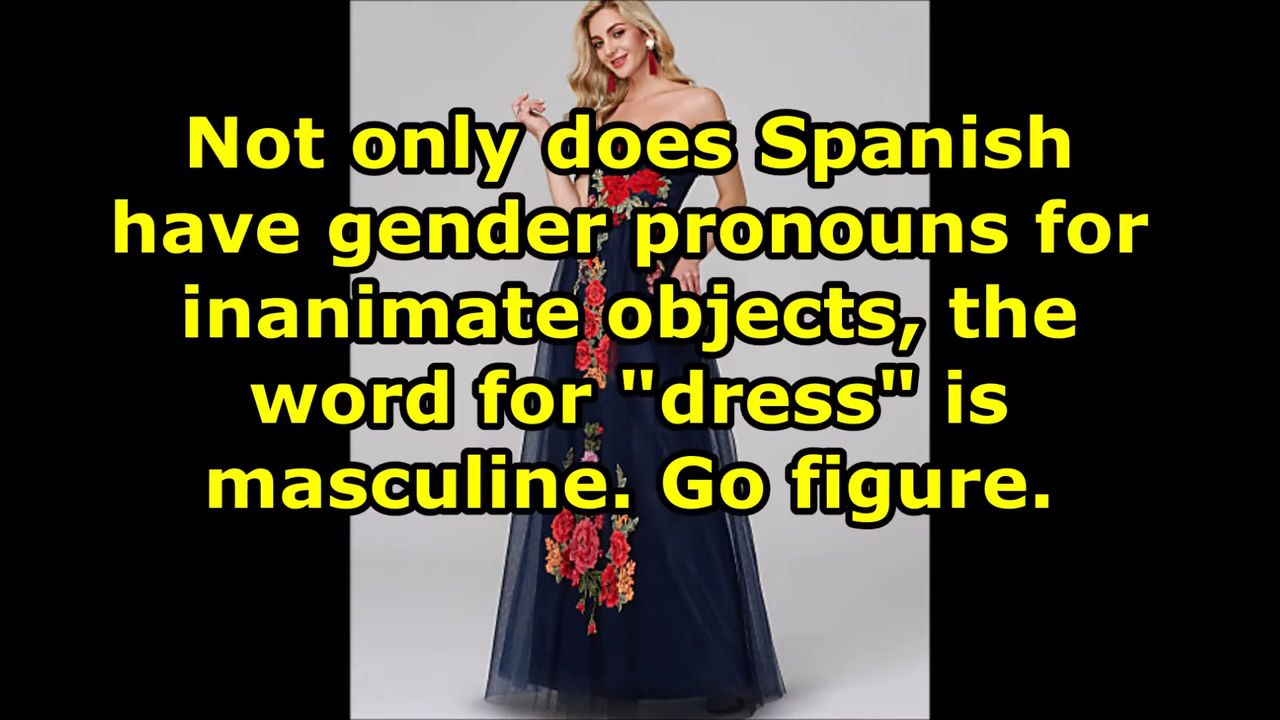 Not only does Spanish
have gender pronouns for
inanimate objects, the
word for "dress" is
masculine. Go figure.